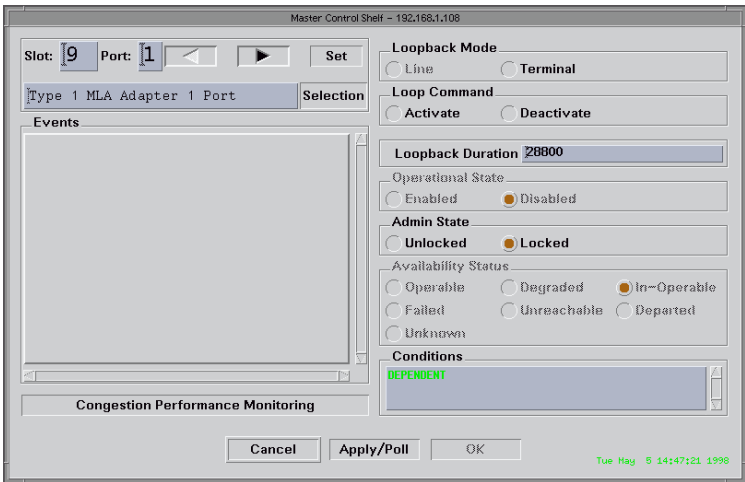 Master Control Shelf - 192.168.1.108
Slot: 9 Port: 1 Set
Type 1 MLA Adapter 1 Port Selection
Events
Congestion Performance Monitoring
Loopback Mode
Line Terminal
Loop Command
Activate Deactivate
Loopback Duration 28800
Operational State
Enabled Disabled
Admin State
Unlocked Locked
Availability Status
Operable Degraded In-Operable
Failed Unreachable Departed
Unknown
Conditions
DEPENDENT
Cancel Apply/Poll OK
Tue May 5 14:47:21 1998